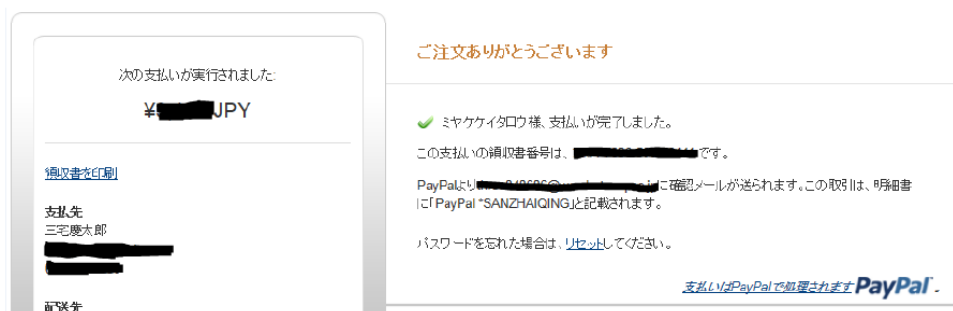 次の支払いが実行されました:
¥ JPY
領収書を印刷
支払先
三宅慶太郎
配送先
ご注文ありがとうございます
ミヤケケイタロウ様、支払いが完了しました。
この支払いの領収書番号は、 です。
PayPalより に確認メールが送られます。この取引は、明細書
に「PayPal *SANZHAIQING」と記載されます。
パスワードを忘れた場合は、リセットしてください。
支払いはPayPalで処理されます PayPal .